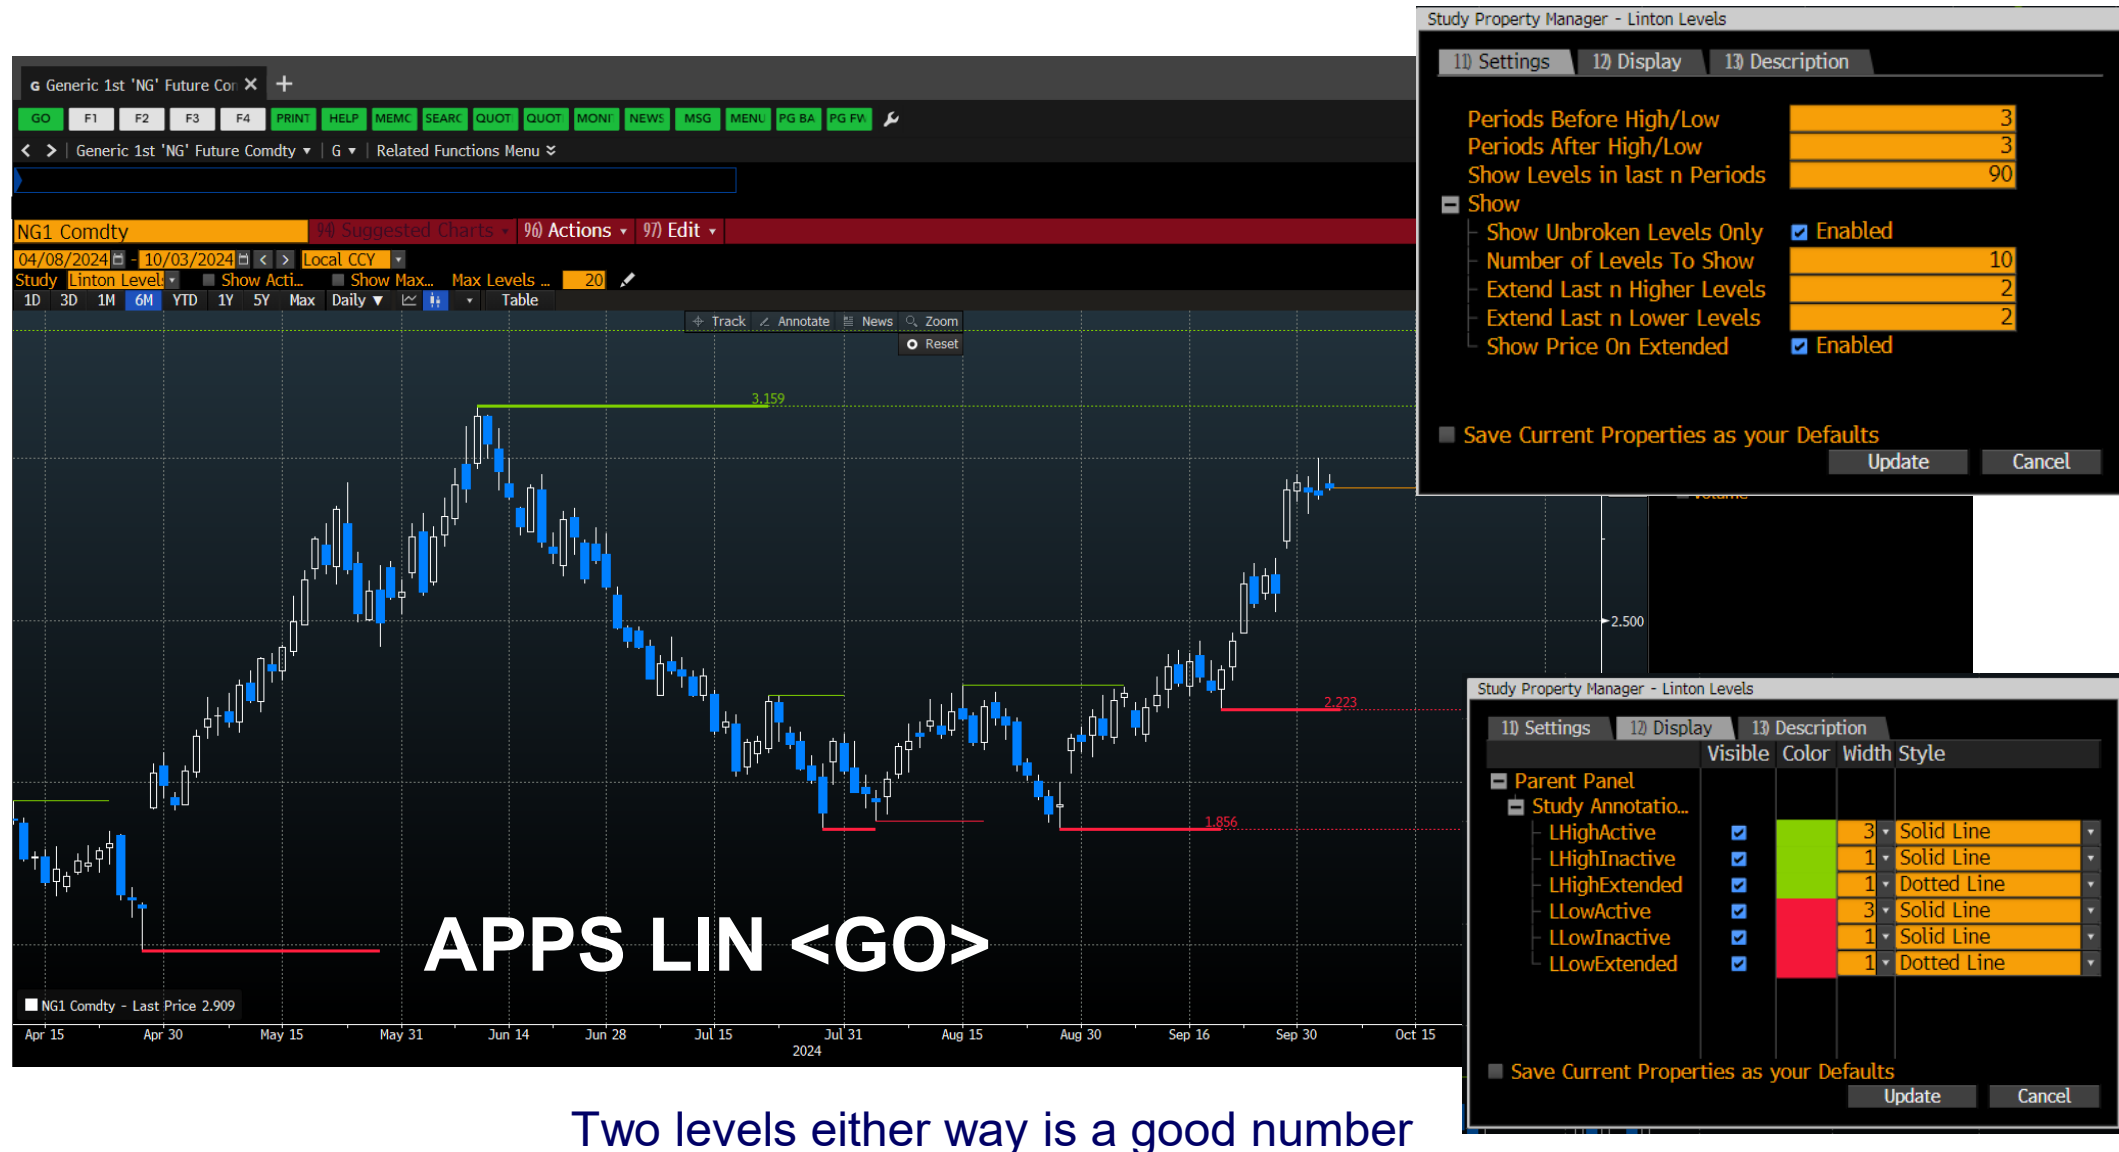 Study Property Manager - Linton Levels
11) Settings 12) Display 13) Description
Periods Before High/Low 3
Periods After High/Low 3
Show Levels in last n Periods 90
Show
Show Unbroken Levels Only Enabled
Number of Levels To Show 10
Extend Last n Higher Levels 2
Extend Last n Lower Levels 2
Show Price On Extended Enabled
Save Current Properties as your Defaults
Update Cancel
G Generic 1st 'NG' Future Con
GO F1 F2 F3 F4 PRINT HELP MEMC SEARC QUOT QUOT MONI NEWS MSG MENU PG BA PG FW
Generic 1st 'NG' Future Comdty G Related Functions Menu
NG1 Comdty 94) Suggested Charts 96) Actions 97) Edit
04/08/2024 - 10/03/2024 Local CCY
Study Linton Level Show Acti... Show Max... Max Levels ... 20
1D 3D 1M 6M YTD 1Y 5Y Max Daily Table
Track Annotate News Zoom
Reset
3.159
2.500
2.223
1.856
APPS LIN <GO>
NG1 Comdty - Last Price 2.909
Apr 15 Apr 30 May 15 May 31 Jun 14 Jun 28 Jul 15 Jul 31 Aug 15 Aug 30 Sep 16 Sep 30 Oct 15
2024
Study Property Manager - Linton Levels
11) Settings 12) Display 13) Description
Visible Color Width Style
Parent Panel
Study Annotatio...
LHighActive 3 Solid Line
LHighInactive 1 Solid Line
LHighExtended 1 Dotted Line
LLowActive 3 Solid Line
LLowInactive 1 Solid Line
LLowExtended 1 Dotted Line
Save Current Properties as your Defaults
Update Cancel
Two levels either way is a good number